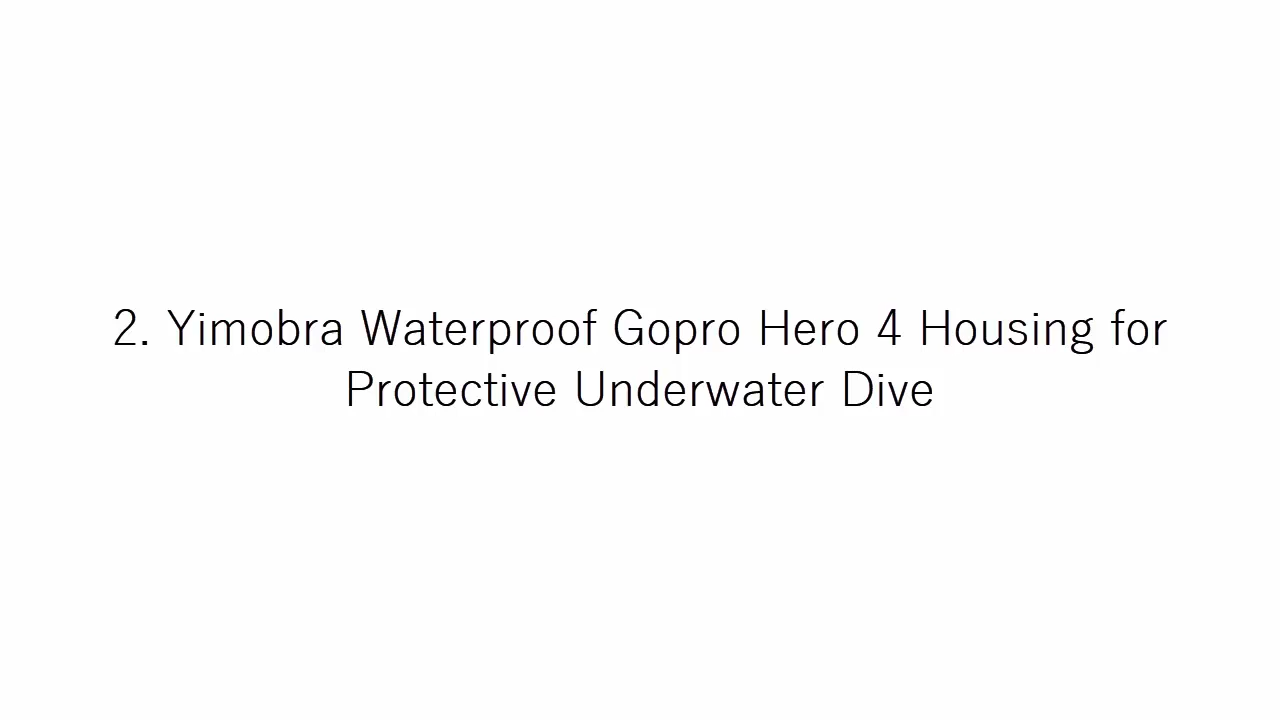 2. Yimobra Waterproof Gopro Hero 4 Housing for
Protective Underwater Dive